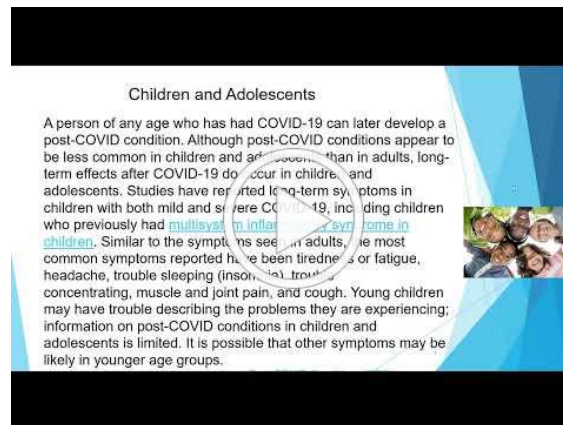 Children and Adolescents
A person of any age who has had COVID-19 can later develop a
post-COVID condition. Although post-COVID conditions appear to
be less common in children and adolescents than in adults, long-
term effects after COVID-19 do occur in children and
adolescents. Studies have reported long-term symptoms in
children with both mild and severe COVID-19, including children
who previously had multisystem inflammatory syndrome in
children. Similar to the symptoms seen in adults, the most
common symptoms reported have been tiredness or fatigue,
headache, trouble sleeping (insomnia), trouble
concentrating, muscle and joint pain, and cough. Young children
may have trouble describing the problems they are experiencing;
information on post-COVID conditions in children and
adolescents is limited. It is possible that other symptoms may be
likely in younger age groups.